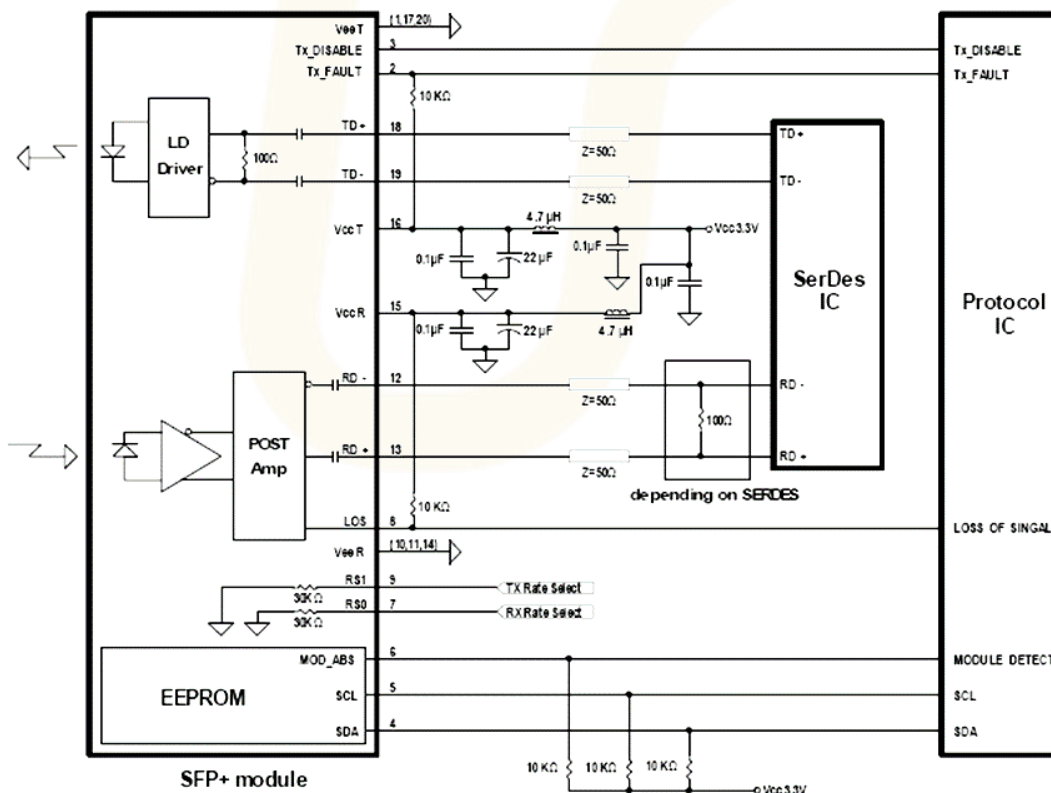 VeeT
(1,17,20)
Tx_DISABLE
3
Tx_DISABLE
Tx_FAULT
2
Tx_FAULT
10 KΩ
LD
Driver
100Ω
TD+
18
Z=50Ω
TD +
TD-
19
Z=50Ω
TD -
VccT
16
4.7 µH
Vcc3.3V
0.1µF
22 µF
0.1µF
0.1µF
SerDes
IC
Protocol
IC
VccR
15
0.1µF
22 µF
4.7 µH
RD -
12
Z=50Ω
RD -
POST
Amp
100Ω
RD +
13
Z=50Ω
RD +
depending on SERDES
10 KΩ
LOS
8
LOSS OF SINGAL
VeeR
(10,11,14)
RS1
9
TX Rate Select
30KΩ
RS0
7
RX Rate Select
30KΩ
MOD_ABS
6
MODULE DETECT
EEPROM
SCL
5
SCL
SDA
4
SDA
10 KΩ
10 KΩ
10 KΩ
Vcc3.3V
SFP+ module